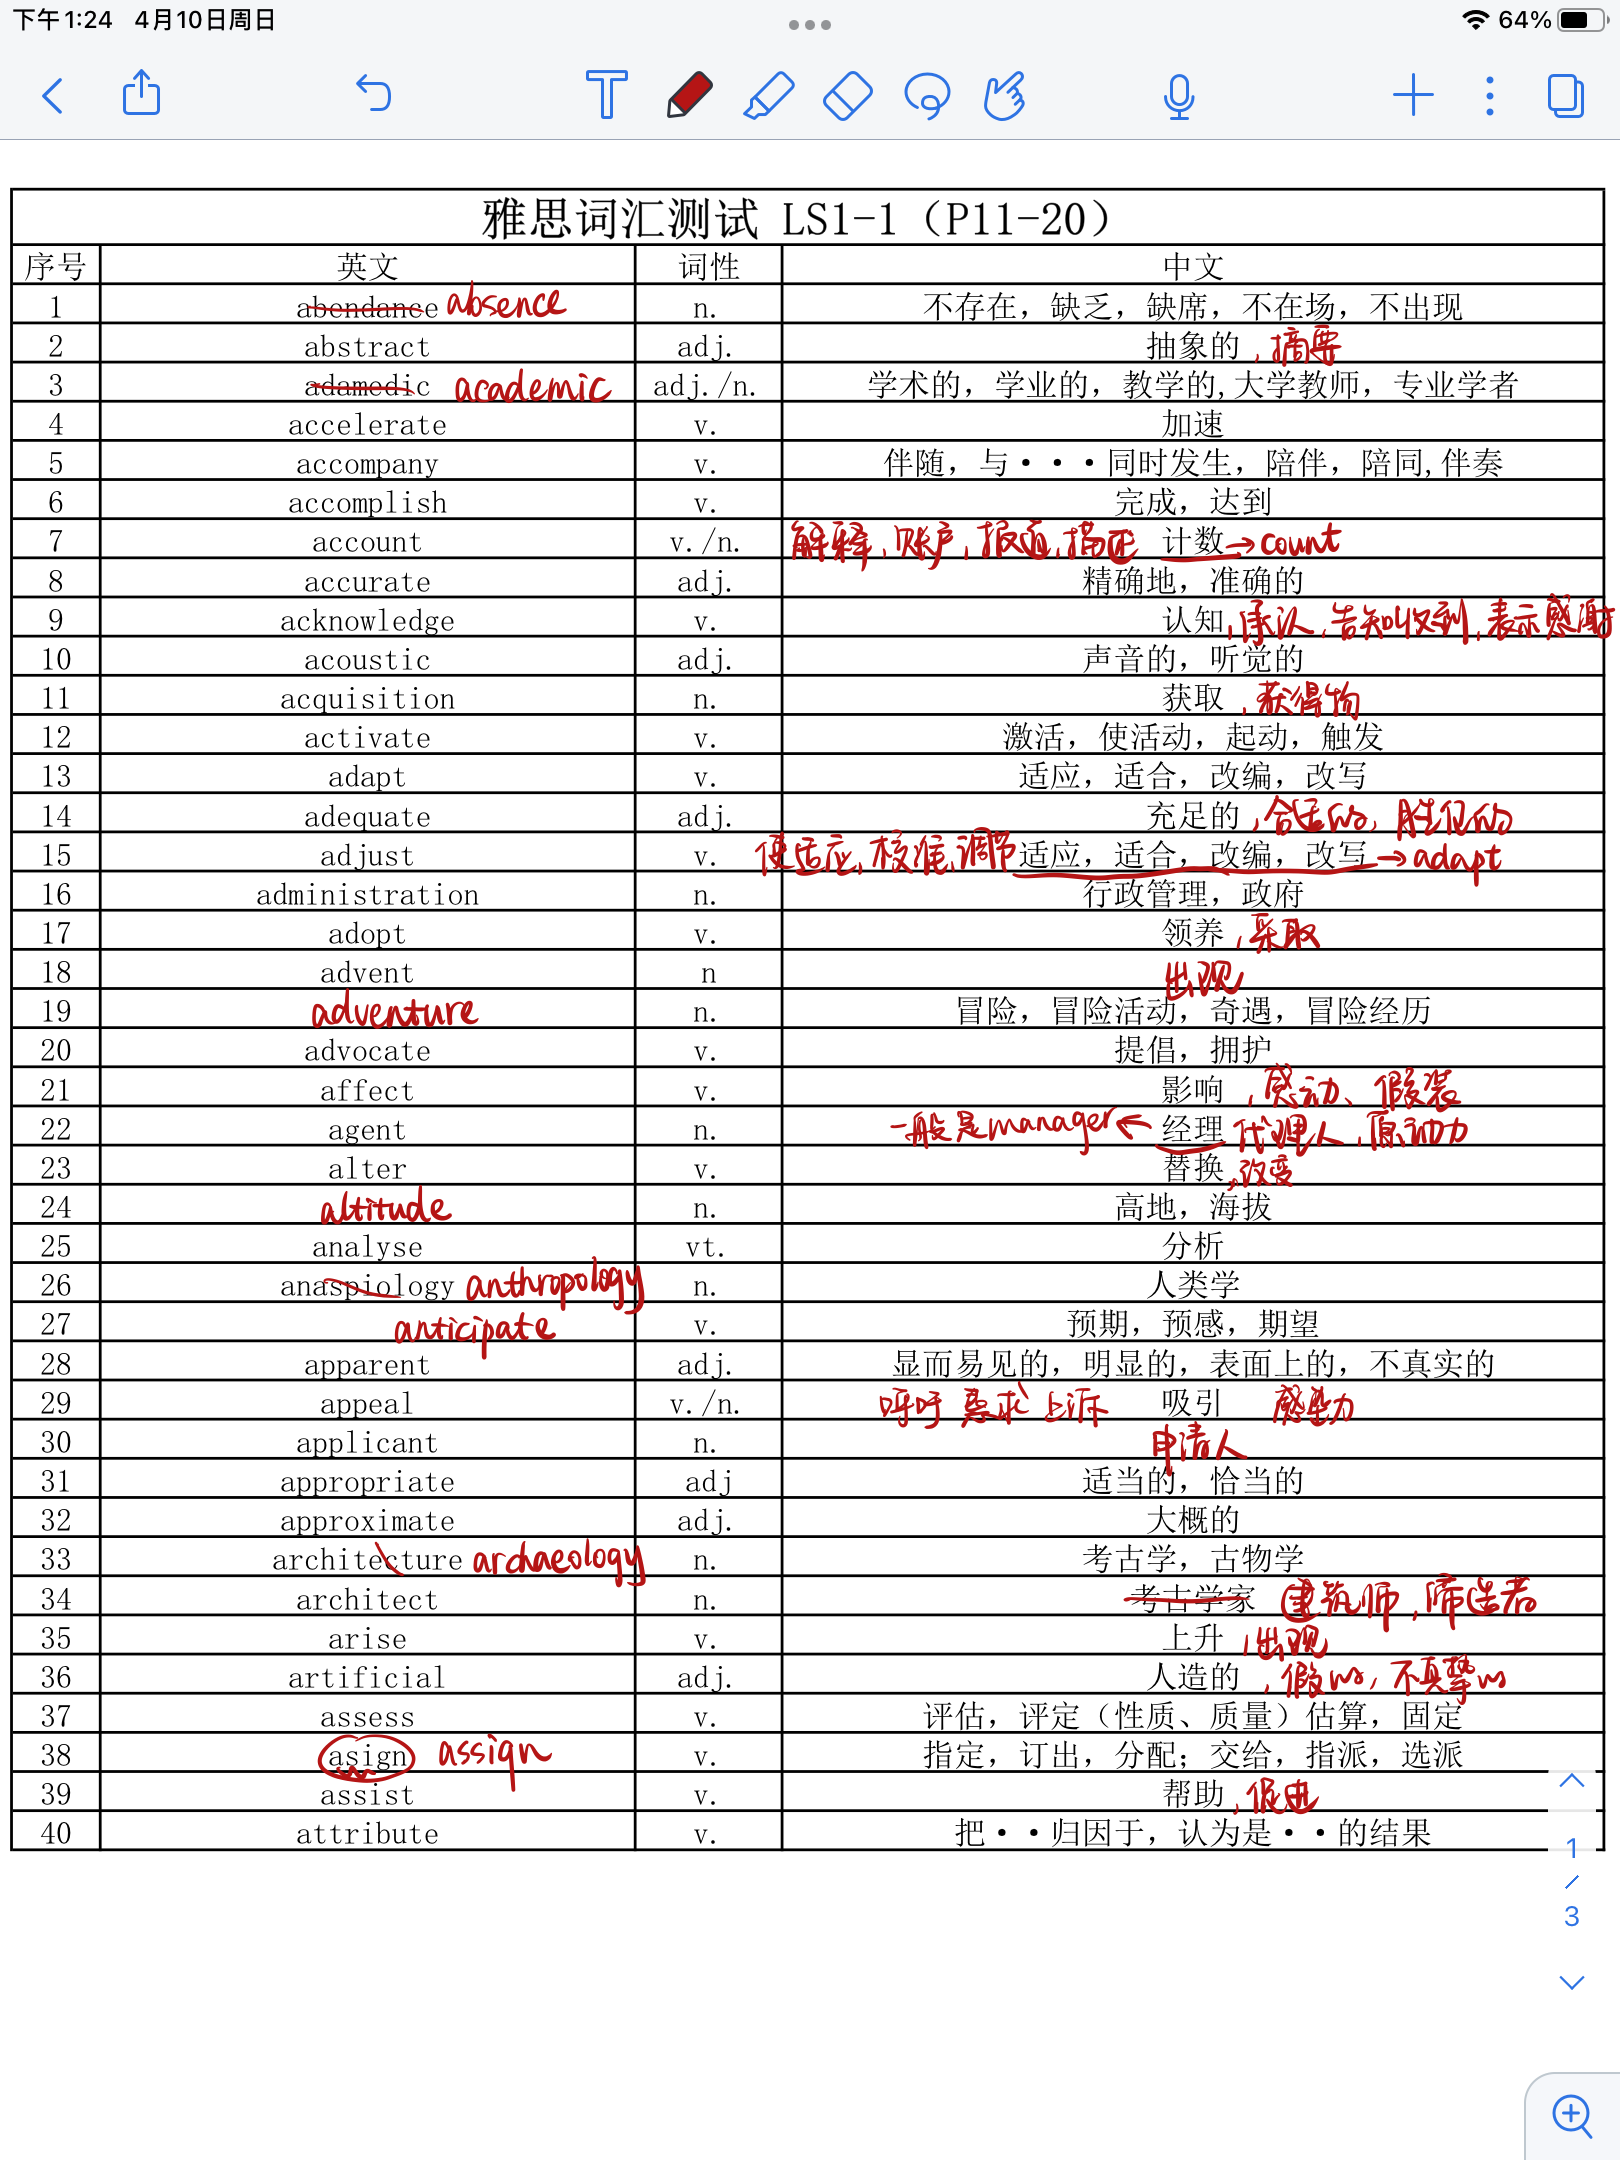 下午1:24 4月10日周日 64%
雅思词汇测试 LS1-1（P11-20）
序号 英文 词性 中文
1 abendance absence n. 不存在，缺乏，缺席，不在场，不出现
2 abstract adj. 抽象的，摘要
3 adamedic academic adj./n. 学术的，学业的，教学的,大学教师，专业学者
4 accelerate v. 加速
5 accompany v. 伴随，与···同时发生，陪伴，陪同,伴奏
6 accomplish v. 完成，达到
7 account v./n. 解释、账户，报道、 计数→count
8 accurate adj. 精确地，准确的
9 acknowledge v. 认知，承认、告知收到，表示感谢
10 acoustic adj. 声音的，听觉的
11 acquisition n. 获取，获得物
12 activate v. 激活，使活动，起动，触发
13 adapt v. 适应，适合，改编，改写
14 adequate adj. 充足的，合适的，胜任的
15 adjust v. 使适应，校准，调节 适应，适合，改编，改写→adapt
16 administration n. 行政管理，政府
17 adopt v. 领养，采取
18 advent n 出现
19 adventure n. 冒险，冒险活动，奇遇，冒险经历
20 advocate v. 提倡，拥护
21 affect v. 影响，感动、假装
22 agent n. 一般是manager← 经理 代理人，原动力
23 alter v. 替换，改变
24 altitude n. 高地，海拔
25 analyse vt. 分析
26 anaspiology anthropology n. 人类学
27 anticipate v. 预期，预感，期望
28 apparent adj. 显而易见的，明显的，表面上的，不真实的
29 appeal v./n. 呼吁 要求 上诉 吸引 感染力
30 applicant n. 申请人
31 appropriate adj 适当的，恰当的
32 approximate adj. 大概的
33 architecture archaeology n. 考古学，古物学
34 architect n. 考古学家 建筑师，缔造者
35 arise v. 上升，出现
36 artificial adj. 人造的，假的，不真挚的
37 assess v. 评估，评定（性质、质量）估算，固定
38 asign assign v. 指定，订出，分配；交给，指派，选派
39 assist v. 帮助，促进
40 attribute v. 把··归因于，认为是··的结果
1
/
3